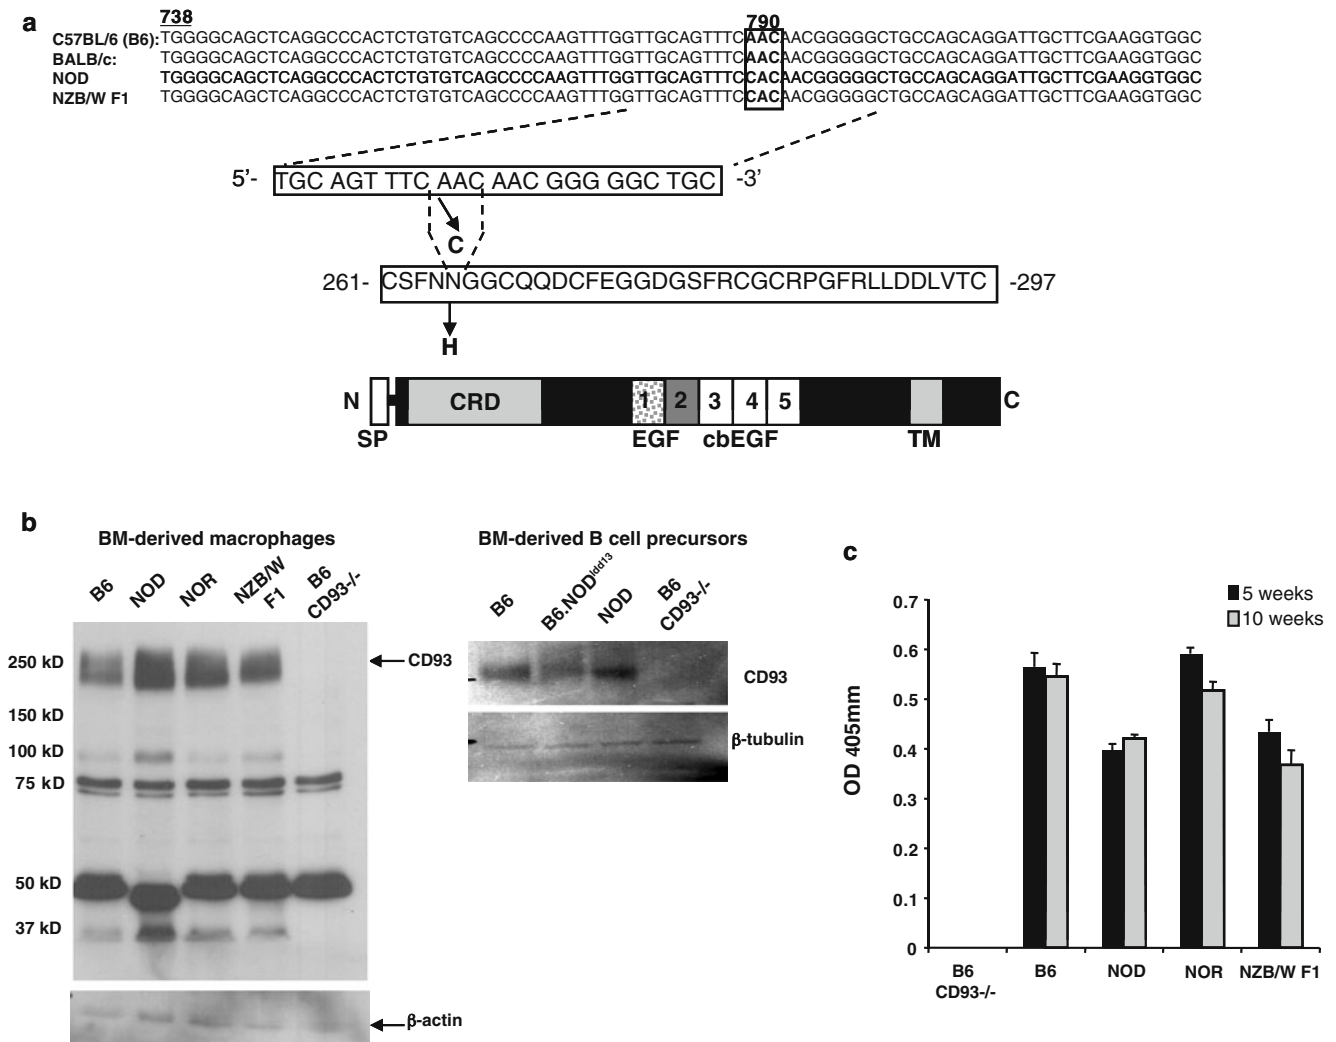 a
738
790
C57BL/6 (B6): TGGGGCAGCTCAGGCCCACTCTGTGTCAGCCCCAAGTTTGGTTGCAGTTTCAACAACGGGGGCTGCCAGCAGGATTGCTTCGAAGGTGGC
BALB/c: TGGGGCAGCTCAGGCCCACTCTGTGTCAGCCCCAAGTTTGGTTGCAGTTTCAACAACGGGGGCTGCCAGCAGGATTGCTTCGAAGGTGGC
NOD TGGGGCAGCTCAGGCCCACTCTGTGTCAGCCCCAAGTTTGGTTGCAGTTTCCACAACGGGGGCTGCCAGCAGGATTGCTTCGAAGGTGGC
NZB/W F1 TGGGGCAGCTCAGGCCCACTCTGTGTCAGCCCCAAGTTTGGTTGCAGTTTCCACAACGGGGGCTGCCAGCAGGATTGCTTCGAAGGTGGC
5'- TGC AGT TTC AAC AAC GGG GGC TGC -3'
C
261- CSFNNGGCQQDCFEGGDGSFRCGCRPGFRLLDDLVTC -297
H
N CRD 1 2 3 4 5 C
SP EGF cbEGF TM
b
BM-derived macrophages
B6 NOD NOR NZB/W F1 B6 CD93-/-
250 kD
CD93
150 kD
100 kD
75 kD
50 kD
37 kD
β-actin
BM-derived B cell precursors
B6 B6.NODIdd13 NOD B6 CD93-/-
CD93
β-tubulin
c
5 weeks
10 weeks
OD 405mm
0.7
0.6
0.5
0.4
0.3
0.2
0.1
0
B6 CD93-/- B6 NOD NOR NZB/W F1